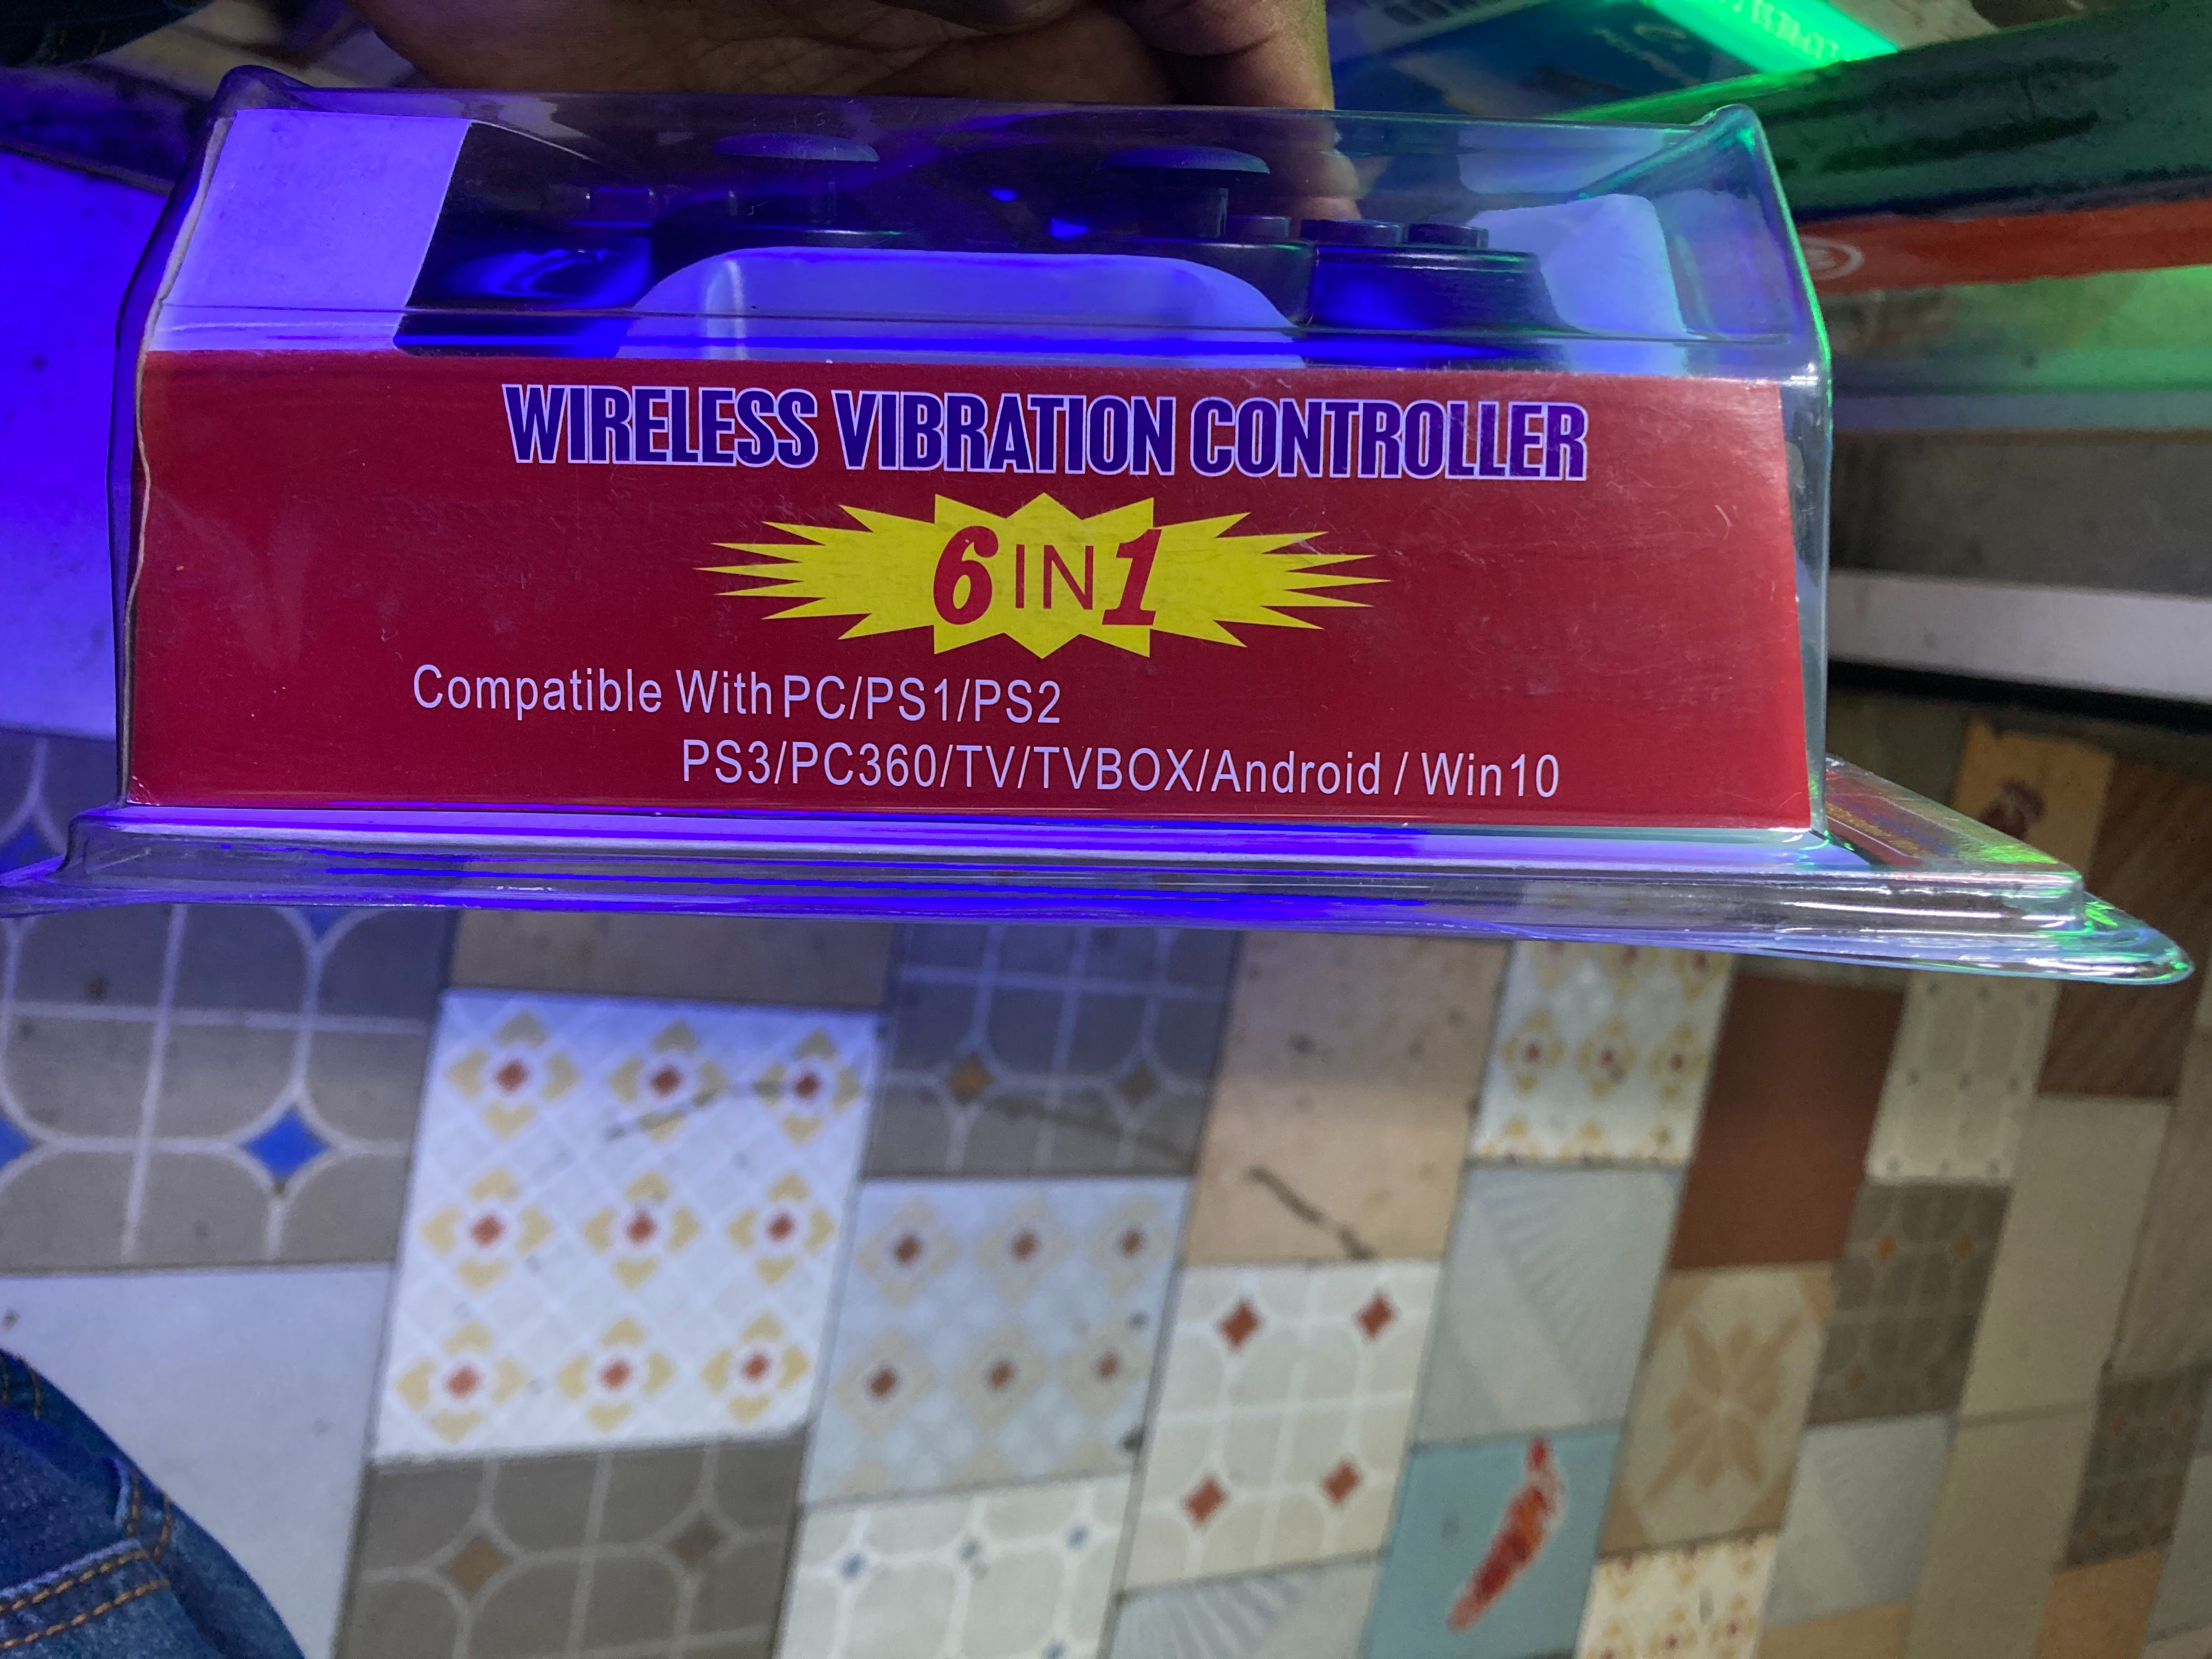 WIRELESS VIBRATION CONTROLLER
6 IN 1
Compatible With PC/PS1/PS2
PS3/PC360/TV/TVBOX/Android / Win10